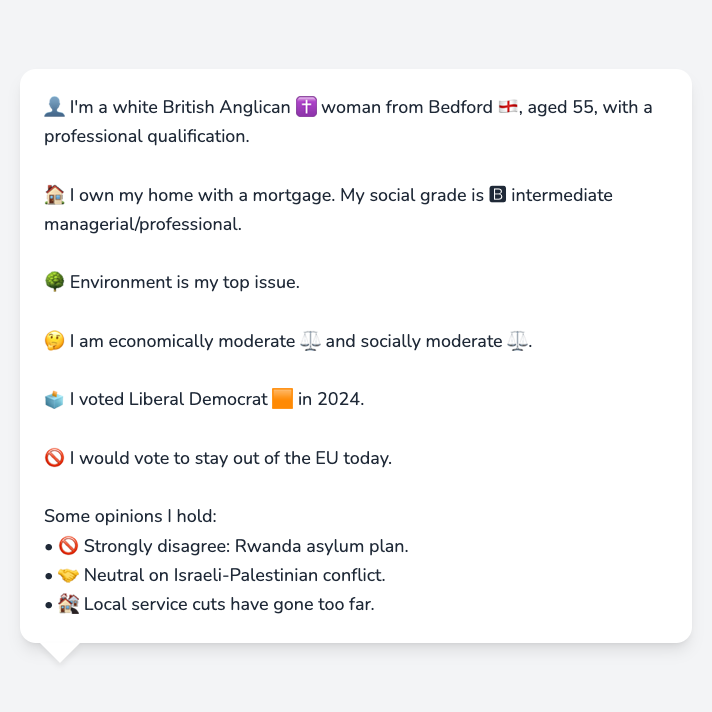 👤 I'm a white British Anglican ✝️ woman from Bedford 🏴󠁧󠁢󠁥󠁮󠁧󠁿, aged 55, with a
professional qualification.
🏠 I own my home with a mortgage. My social grade is 🅱 intermediate
managerial/professional.
🌳 Environment is my top issue.
🤔 I am economically moderate ⚖️ and socially moderate ⚖️.
🗳️ I voted Liberal Democrat 🟧 in 2024.
🚫 I would vote to stay out of the EU today.
Some opinions I hold:
• 🚫 Strongly disagree: Rwanda asylum plan.
• 🤝 Neutral on Israeli-Palestinian conflict.
• 🏘️ Local service cuts have gone too far.